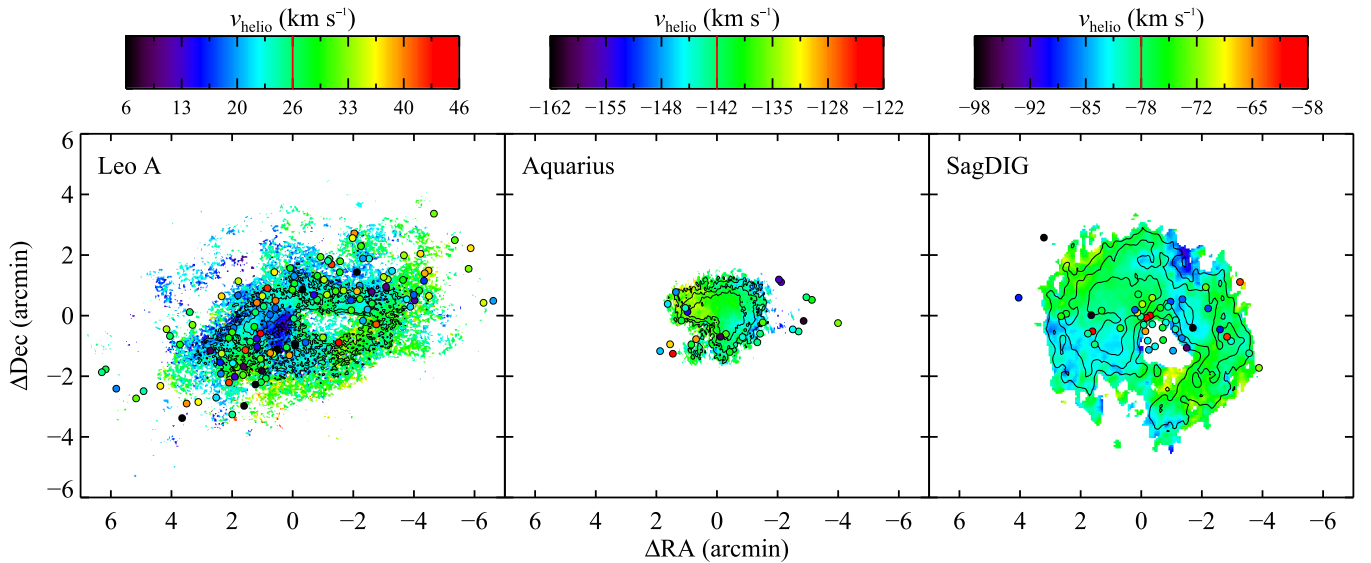 v_helio (km s⁻¹) v_helio (km s⁻¹) v_helio (km s⁻¹)
6 13 20 26 33 40 46 −162 −155 −148 −142 −135 −128 −122 −98 −92 −85 −78 −72 −65 −58
Leo A Aquarius SagDIG
6
4
2
0
−2
−4
−6
ΔDec (arcmin)
6 4 2 0 −2 −4 −6 6 4 2 0 −2 −4 −6 6 4 2 0 −2 −4 −6
ΔRA (arcmin)